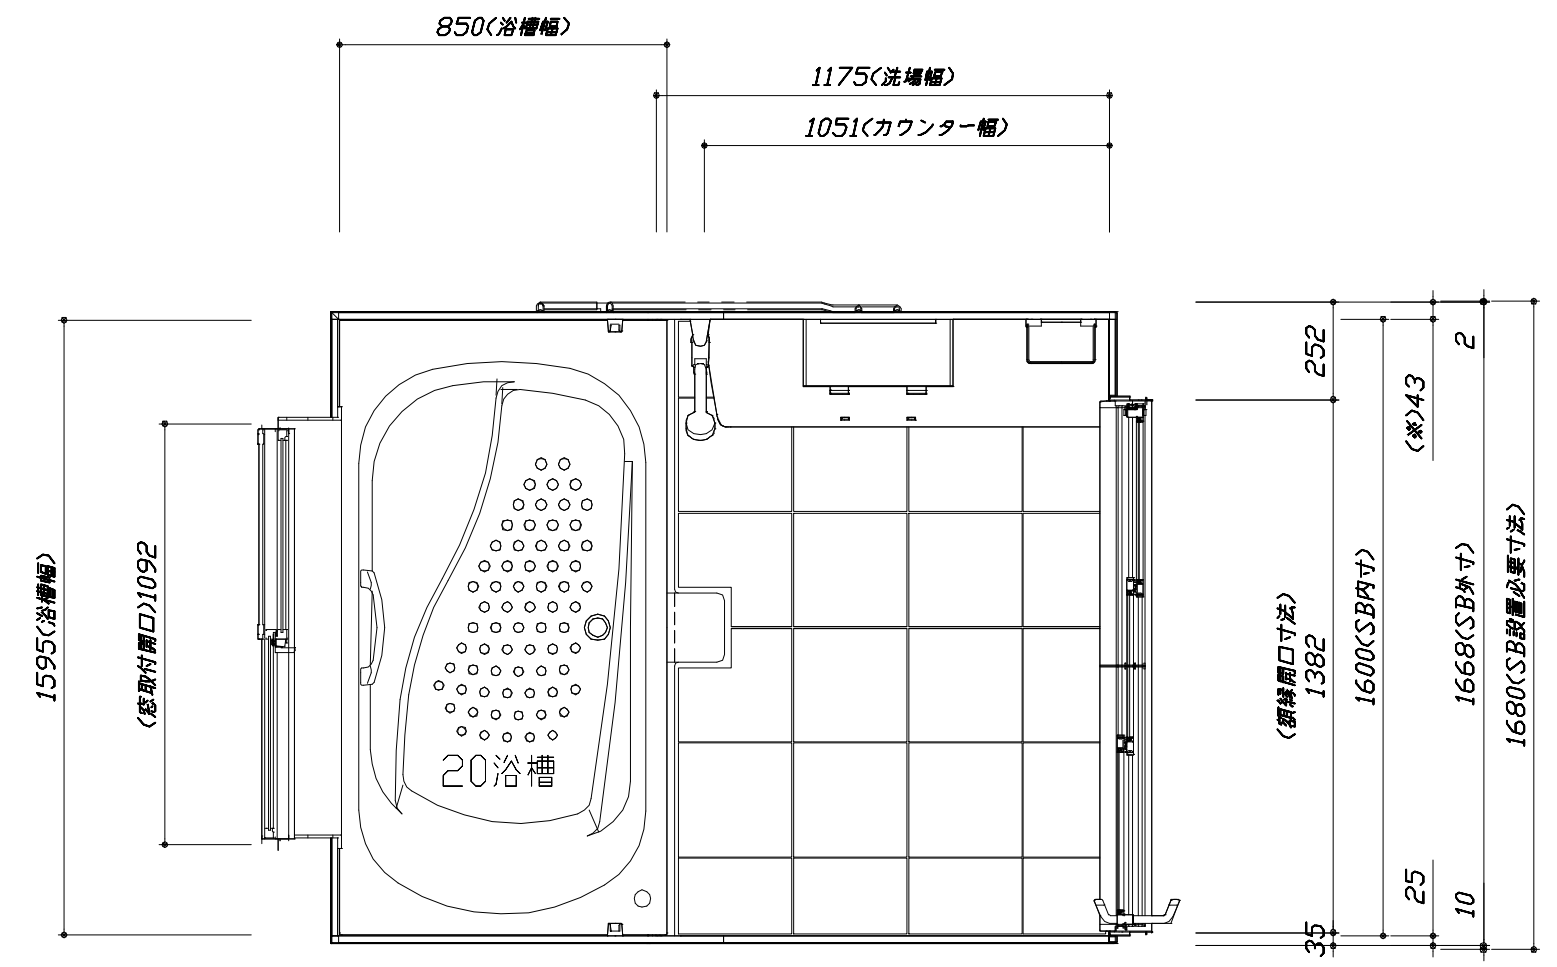 850(浴槽幅)
1175(洗場幅)
1051(カウンター幅)
252
2
(※)43
1595(浴槽幅)
(窓取付開口)1092
(額縁開口寸法)
1382
1600(SB内寸)
1668(SB外寸)
1680(SB設置必要寸法)
20浴槽
35
25
10